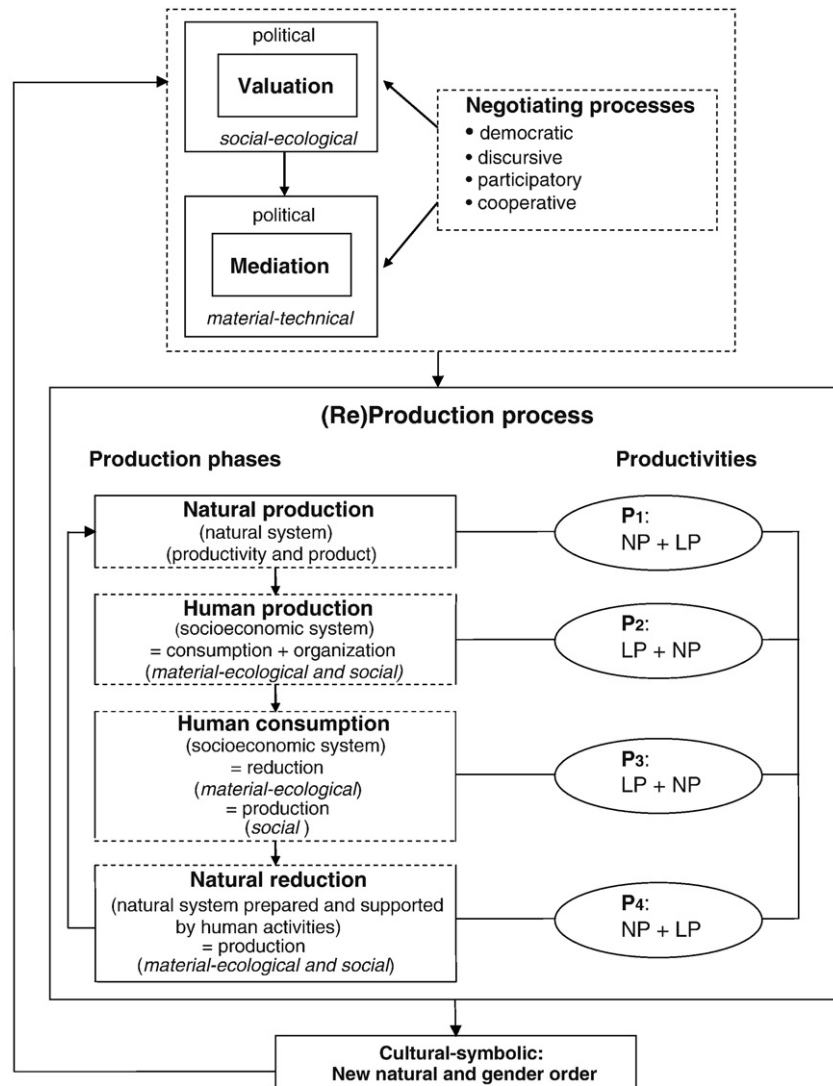 political
Valuation
social-ecological
political
Mediation
material-technical
Negotiating processes
• democratic
• discursive
• participatory
• cooperative
(Re)Production process
Production phases
Productivities
Natural production
(natural system)
(productivity and product)
P1:
NP + LP
Human production
(socioeconomic system)
= consumption + organization
(material-ecological and social)
P2:
LP + NP
Human consumption
(socioeconomic system)
= reduction
(material-ecological)
= production
(social )
P3:
LP + NP
Natural reduction
(natural system prepared and supported
by human activities)
= production
(material-ecological and social)
P4:
NP + LP
Cultural-symbolic:
New natural and gender order